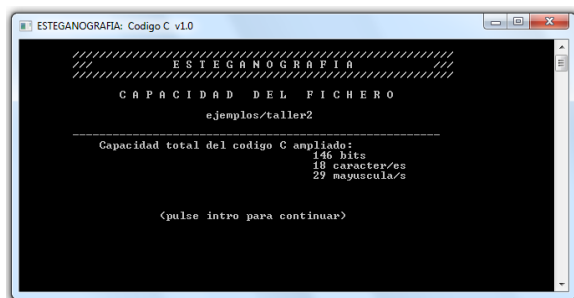 ESTEGANOGRAFIA: Codigo C v1.0
/////////////////////////////////////////////////////////
/// E S T E G A N O G R A F I A ///
/////////////////////////////////////////////////////////
C A P A C I D A D   D E L   F I C H E R O
ejemplos/taller2
_______________________________________________________
Capacidad total del codigo C ampliado:
146 bits
18 caracter/es
29 mayuscula/s
(pulse intro para continuar)